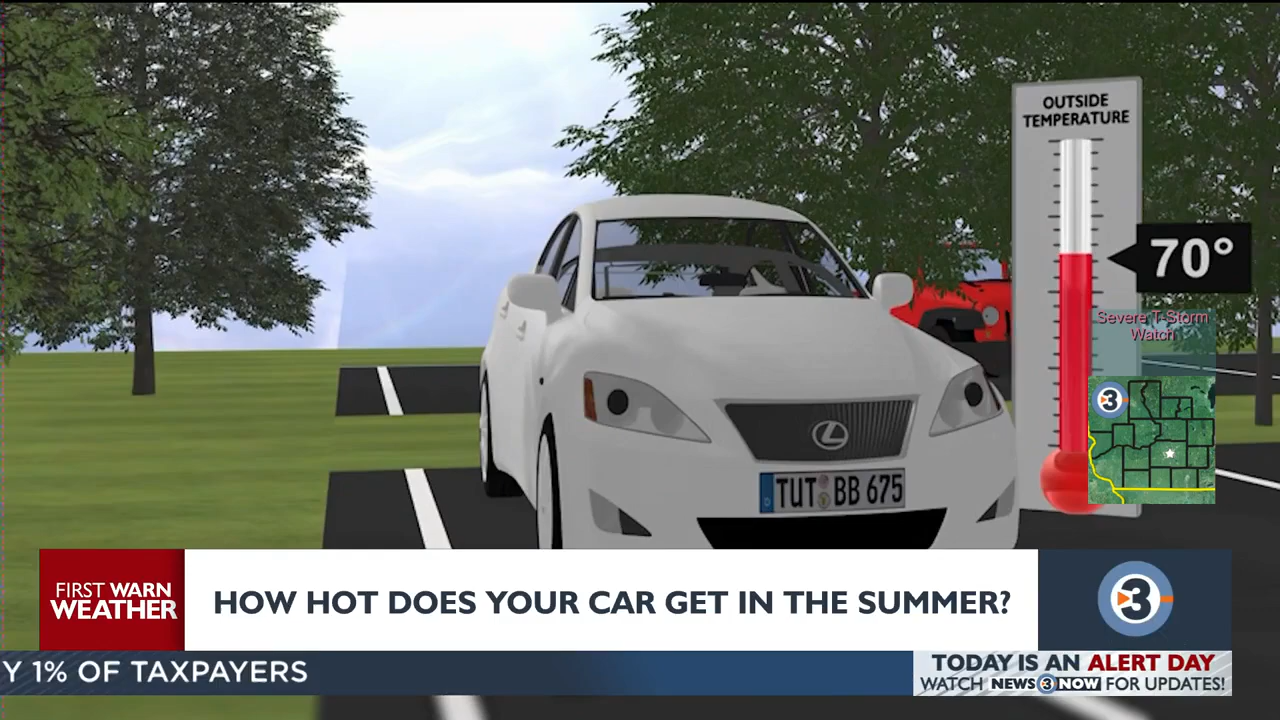 OUTSIDE
TEMPERATURE
70°
Severe T-Storm
Watch
3
TUT BB 675
FIRST WARN
WEATHER
HOW HOT DOES YOUR CAR GET IN THE SUMMER?
3
Y 1% OF TAXPAYERS
TODAY IS AN ALERT DAY
WATCH NEWS 3 NOW FOR UPDATES!